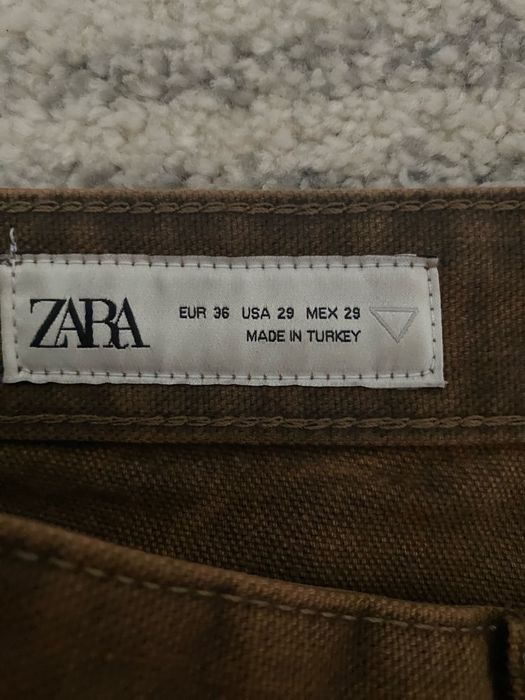 ZARA
EUR 36 USA 29 MEX 29
MADE IN TURKEY